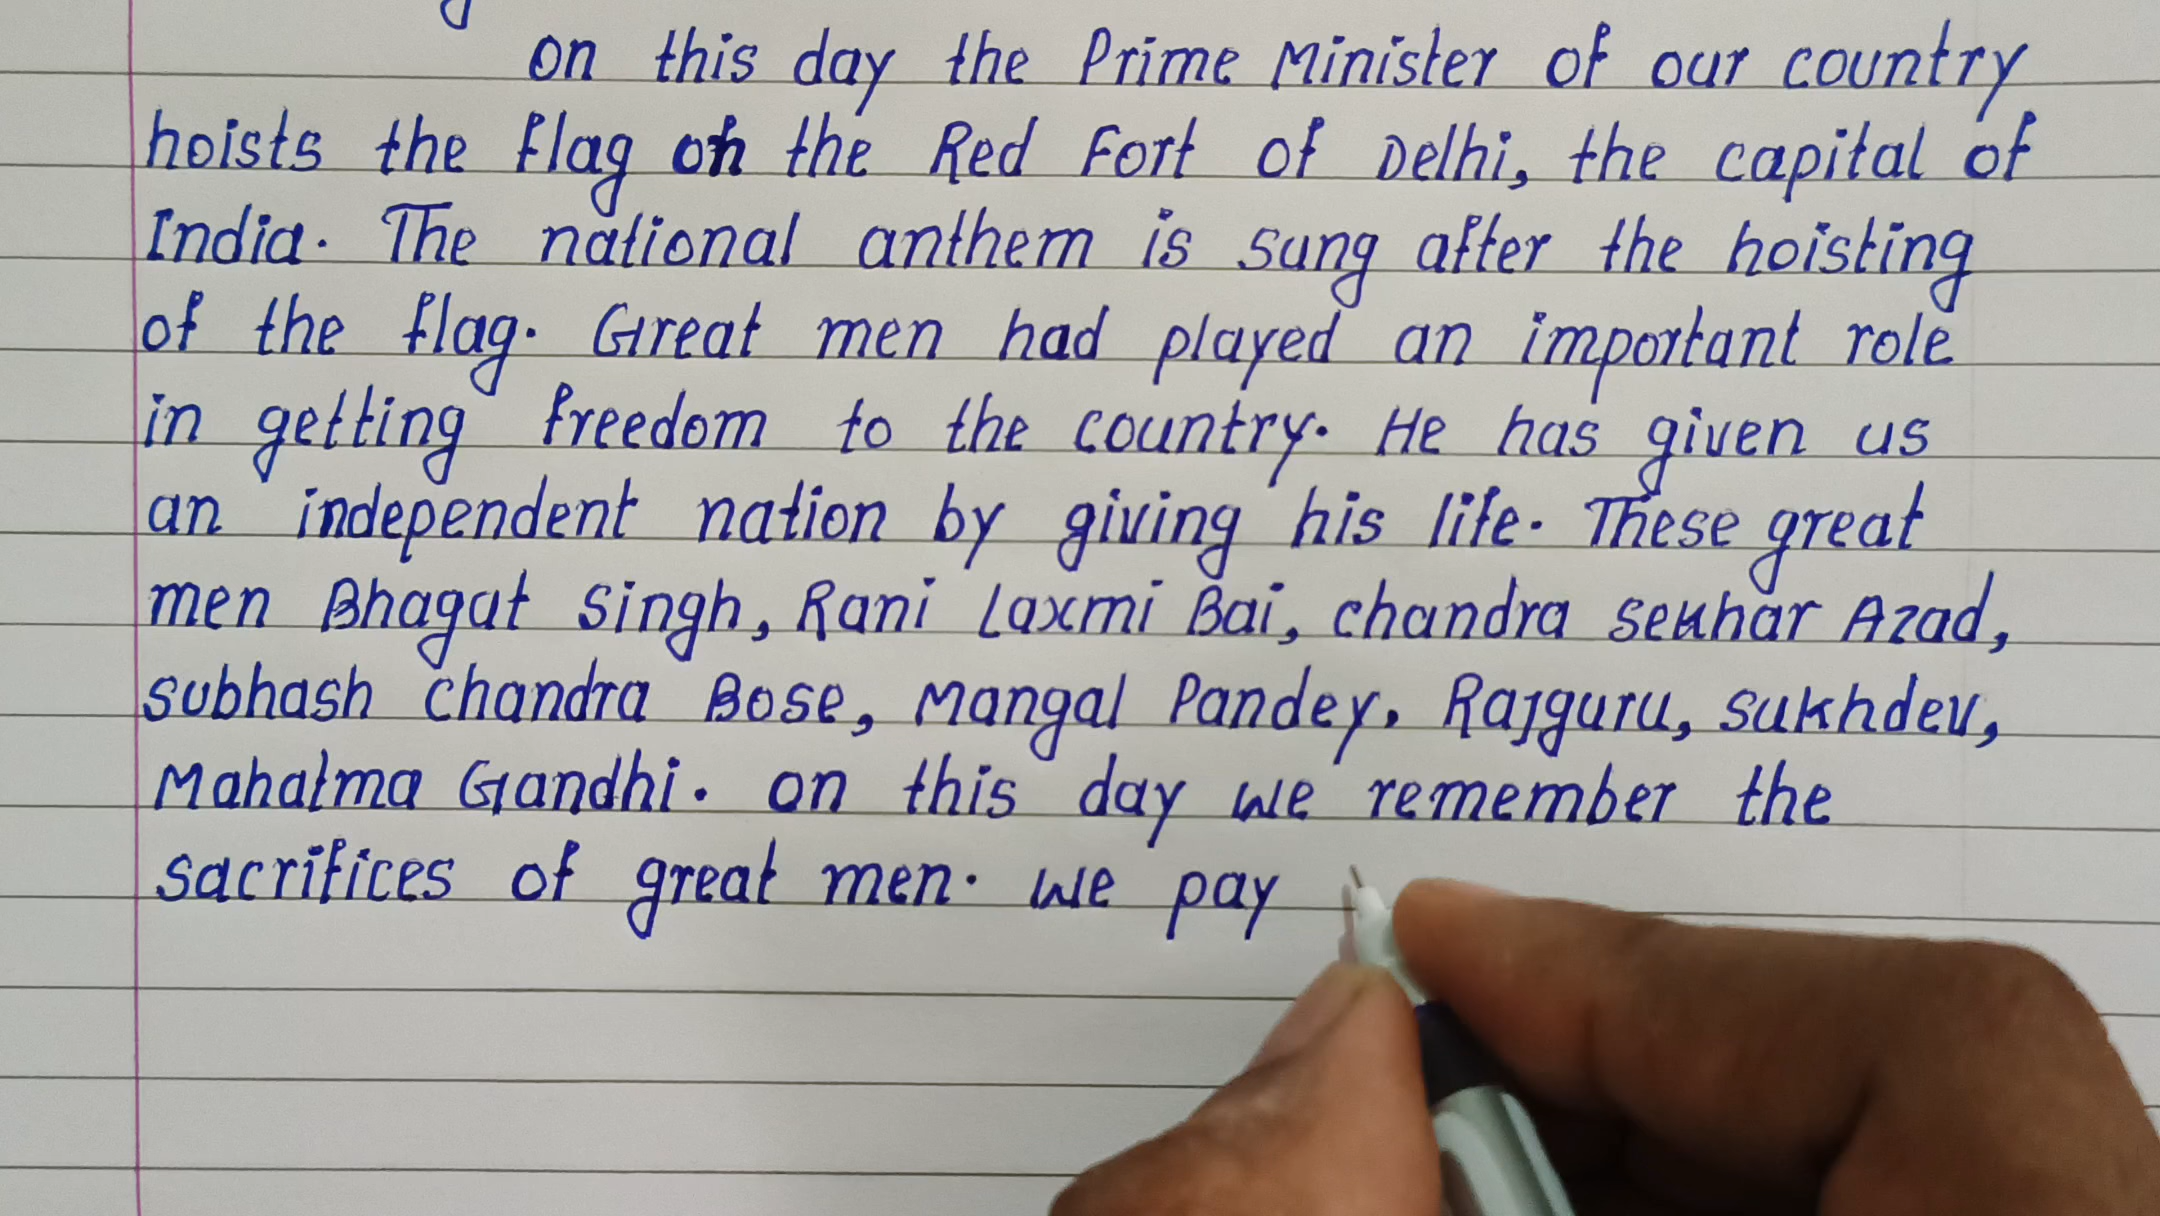 on this day the Prime Minister of our country
hoists the flag on the Red Fort of Delhi, the capital of
India. The national anthem is sung after the hoisting
of the flag. Great men had played an important role
in getting freedom to the country. He has given us
an independent nation by giving his life. These great
men Bhagat singh, Rani Laxmi Bai, chandra sekhar Azad,
subhash chandra Bose, Mangal Pandey, Rajguru, sukhdev,
Mahatma Gandhi. on this day we remember the
sacrifices of great men. we pay